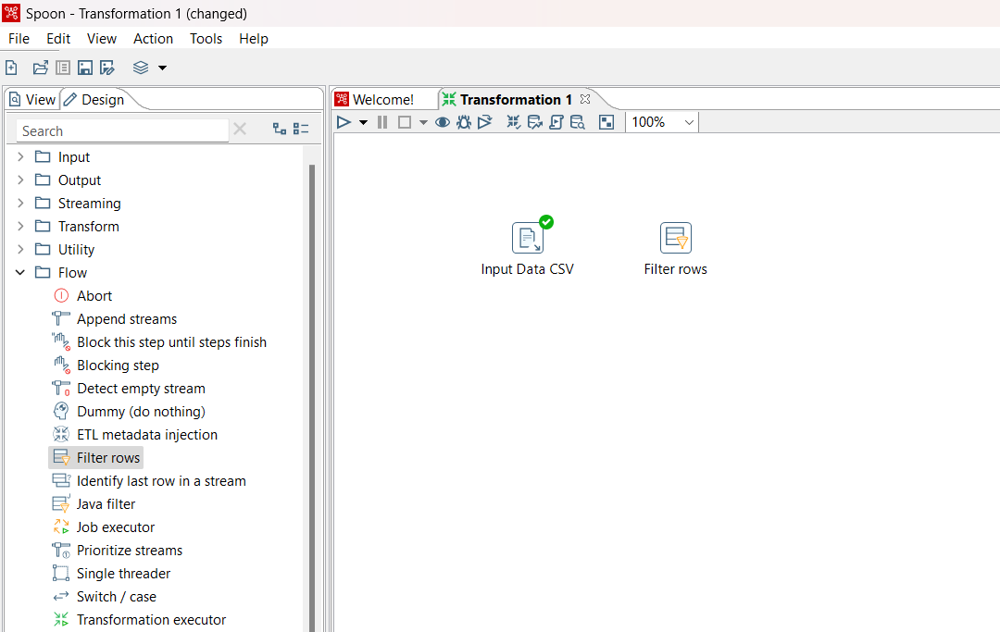 Spoon - Transformation 1 (changed)
File Edit View Action Tools Help
View Design
Welcome! Transformation 1
100%
Search
Input
Output
Streaming
Transform
Utility
Flow
Abort
Append streams
Block this step until steps finish
Blocking step
Detect empty stream
Dummy (do nothing)
ETL metadata injection
Filter rows
Identify last row in a stream
Java filter
Job executor
Prioritize streams
Single threader
Switch / case
Transformation executor
Input Data CSV
Filter rows